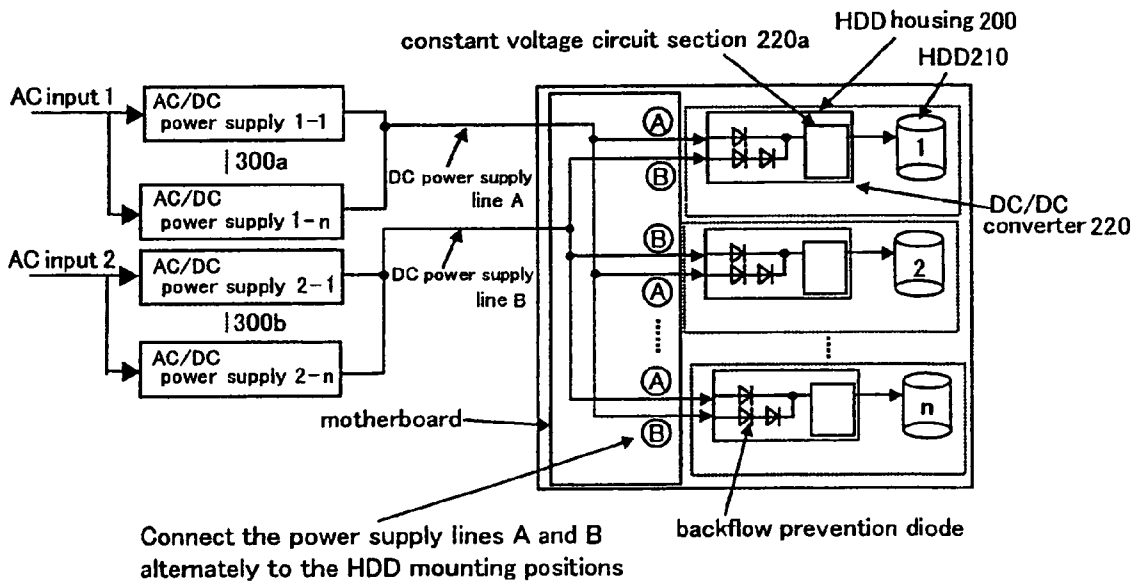 constant voltage circuit section 220a
HDD housing 200
HDD210
AC input 1
AC/DC
power supply 1-1
300a
AC/DC
power supply 1-n
DC power supply
line A
AC input 2
AC/DC
power supply 2-1
300b
AC/DC
power supply 2-n
DC power supply
line B
A
B
1
DC/DC
converter 220
B
A
2
A
B
n
motherboard
backflow prevention diode
Connect the power supply lines A and B
alternately to the HDD mounting positions